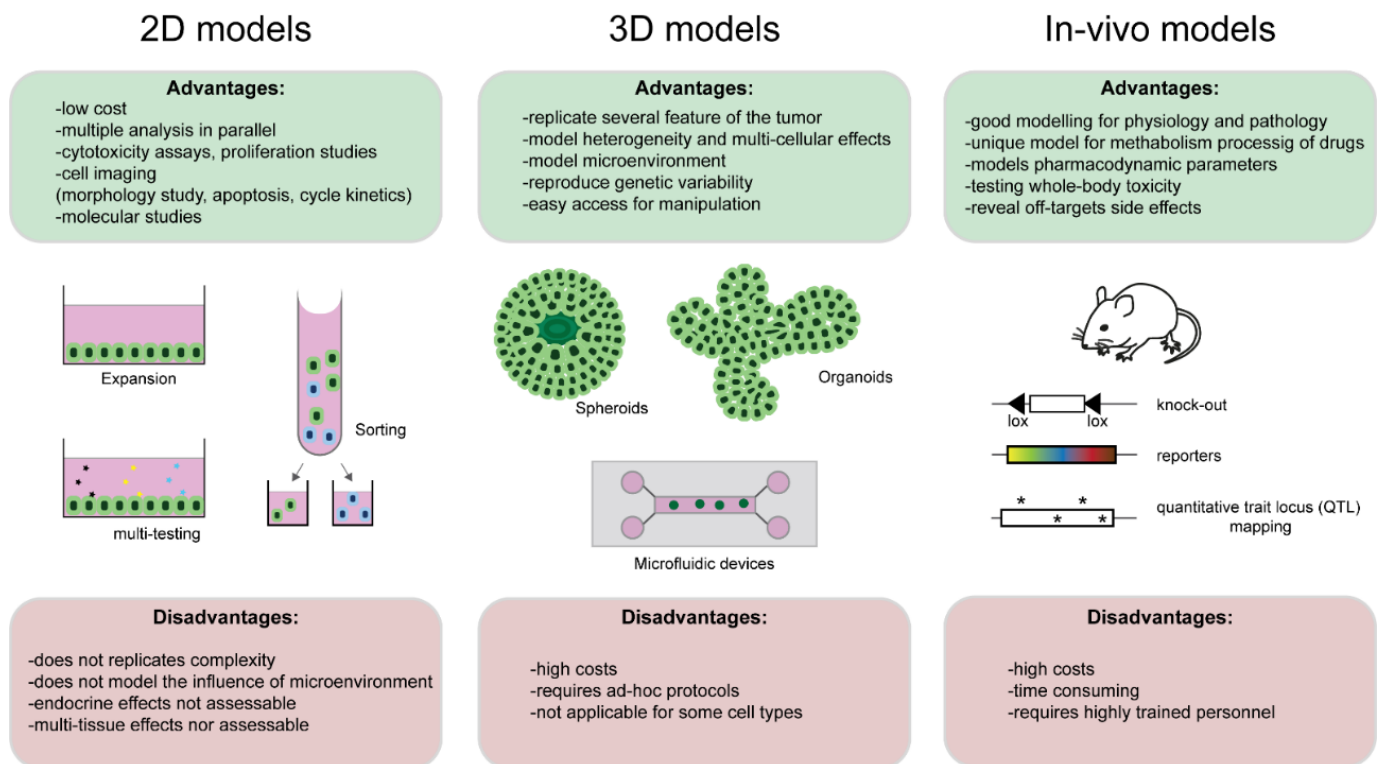 2D models
Advantages:
-low cost
-multiple analysis in parallel
-cytotoxicity assays, proliferation studies
-cell imaging
(morphology study, apoptosis, cycle kinetics)
-molecular studies
Expansion
Sorting
multi-testing
Disadvantages:
-does not replicates complexity
-does not model the influence of microenvironment
-endocrine effects not assessable
-multi-tissue effects nor assessable
3D models
Advantages:
-replicate several feature of the tumor
-model heterogeneity and multi-cellular effects
-model microenvironment
-reproduce genetic variability
-easy access for manipulation
Spheroids
Organoids
Microfluidic devices
Disadvantages:
-high costs
-requires ad-hoc protocols
-not applicable for some cell types
In-vivo models
Advantages:
-good modelling for physiology and pathology
-unique model for methabolism processig of drugs
-models pharmacodynamic parameters
-testing whole-body toxicity
-reveal off-targets side effects
lox lox
knock-out
reporters
* * * *
quantitative trait locus (QTL)
mapping
Disadvantages:
-high costs
-time consuming
-requires highly trained personnel